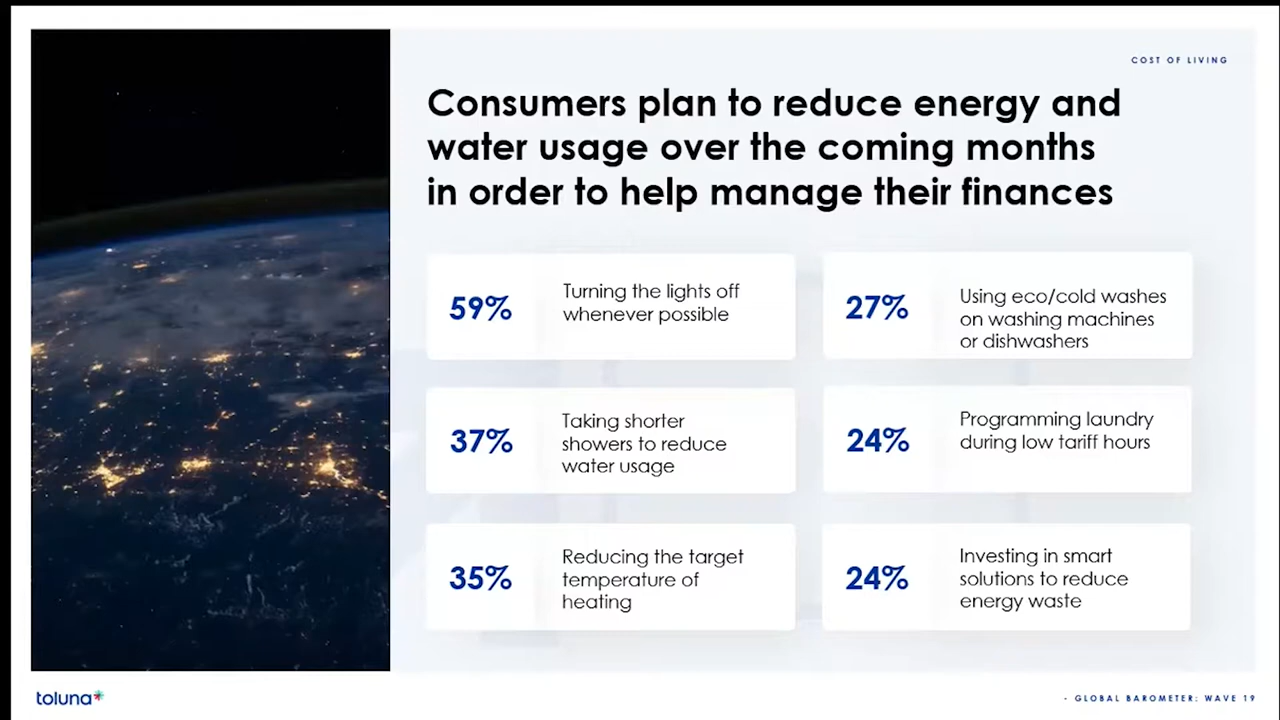 COST OF LIVING
Consumers plan to reduce energy and
water usage over the coming months
in order to help manage their finances
59%
Turning the lights off
whenever possible
27%
Using eco/cold washes
on washing machines
or dishwashers
37%
Taking shorter
showers to reduce
water usage
24%
Programming laundry
during low tariff hours
35%
Reducing the target
temperature of
heating
24%
Investing in smart
solutions to reduce
energy waste
toluna*
- GLOBAL BAROMETER: WAVE 19